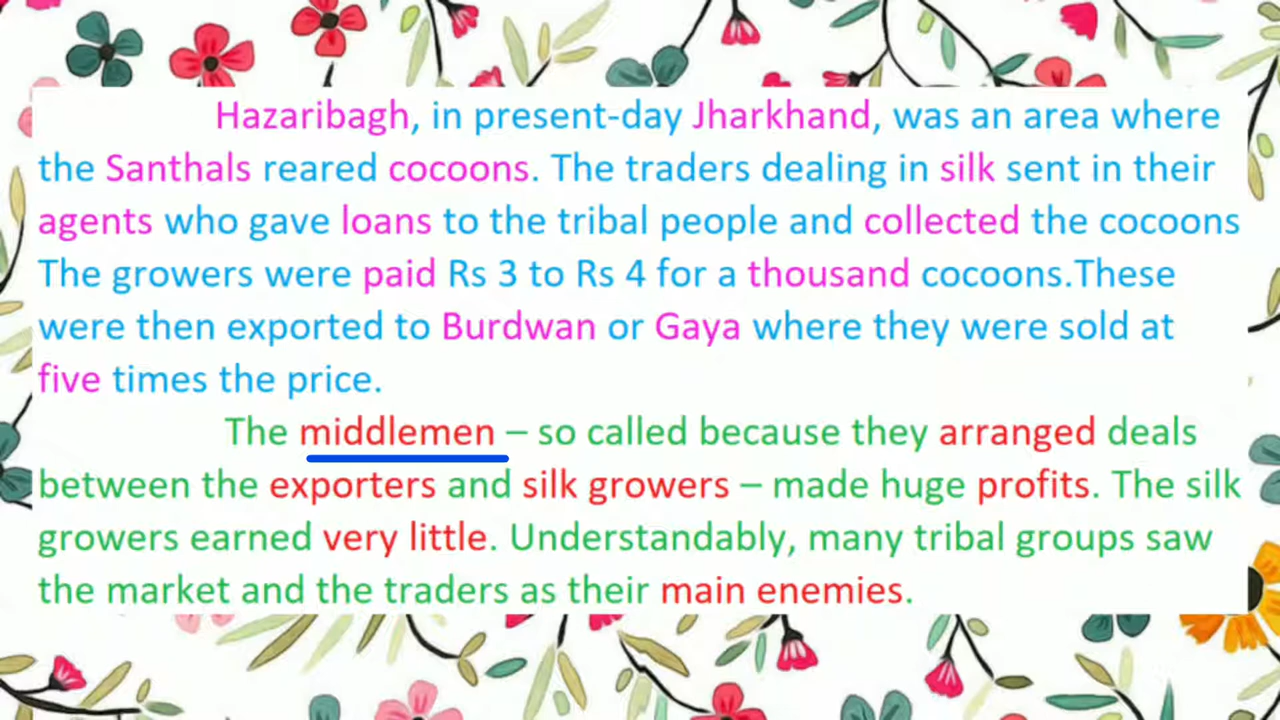 Hazaribagh, in present-day Jharkhand, was an area where
the Santhals reared cocoons. The traders dealing in silk sent in their
agents who gave loans to the tribal people and collected the cocoons
The growers were paid Rs 3 to Rs 4 for a thousand cocoons.These
were then exported to Burdwan or Gaya where they were sold at
five times the price.
The middlemen – so called because they arranged deals
between the exporters and silk growers – made huge profits. The silk
growers earned very little. Understandably, many tribal groups saw
the market and the traders as their main enemies.